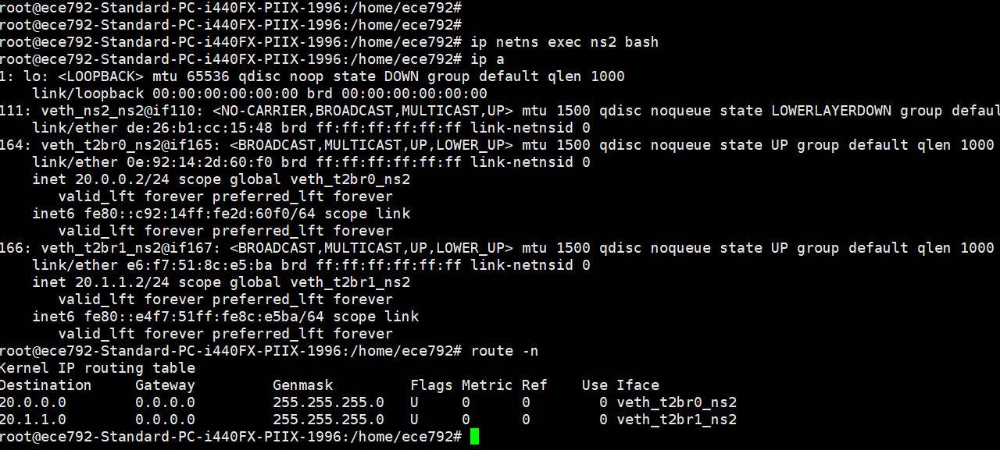 root@ece792-Standard-PC-i440FX-PIIX-1996:/home/ece792#
root@ece792-Standard-PC-i440FX-PIIX-1996:/home/ece792#
root@ece792-Standard-PC-i440FX-PIIX-1996:/home/ece792# ip netns exec ns2 bash
root@ece792-Standard-PC-i440FX-PIIX-1996:/home/ece792# ip a
1: lo: <LOOPBACK> mtu 65536 qdisc noop state DOWN group default qlen 1000
    link/loopback 00:00:00:00:00:00 brd 00:00:00:00:00:00
111: veth_ns2_ns2@if110: <NO-CARRIER,BROADCAST,MULTICAST,UP> mtu 1500 qdisc noqueue state LOWERLAYERDOWN group defaul
    link/ether de:26:b1:cc:15:48 brd ff:ff:ff:ff:ff:ff link-netnsid 0
164: veth_t2br0_ns2@if165: <BROADCAST,MULTICAST,UP,LOWER_UP> mtu 1500 qdisc noqueue state UP group default qlen 1000
    link/ether 0e:92:14:2d:60:f0 brd ff:ff:ff:ff:ff:ff link-netnsid 0
    inet 20.0.0.2/24 scope global veth_t2br0_ns2
       valid_lft forever preferred_lft forever
    inet6 fe80::c92:14ff:fe2d:60f0/64 scope link
       valid_lft forever preferred_lft forever
166: veth_t2br1_ns2@if167: <BROADCAST,MULTICAST,UP,LOWER_UP> mtu 1500 qdisc noqueue state UP group default qlen 1000
    link/ether e6:f7:51:8c:e5:ba brd ff:ff:ff:ff:ff:ff link-netnsid 0
    inet 20.1.1.2/24 scope global veth_t2br1_ns2
       valid_lft forever preferred_lft forever
    inet6 fe80::e4f7:51ff:fe8c:e5ba/64 scope link
       valid_lft forever preferred_lft forever
root@ece792-Standard-PC-i440FX-PIIX-1996:/home/ece792# route -n
Kernel IP routing table
Destination     Gateway         Genmask         Flags Metric Ref    Use Iface
20.0.0.0        0.0.0.0         255.255.255.0   U     0      0        0 veth_t2br0_ns2
20.1.1.0        0.0.0.0         255.255.255.0   U     0      0        0 veth_t2br1_ns2
root@ece792-Standard-PC-i440FX-PIIX-1996:/home/ece792#